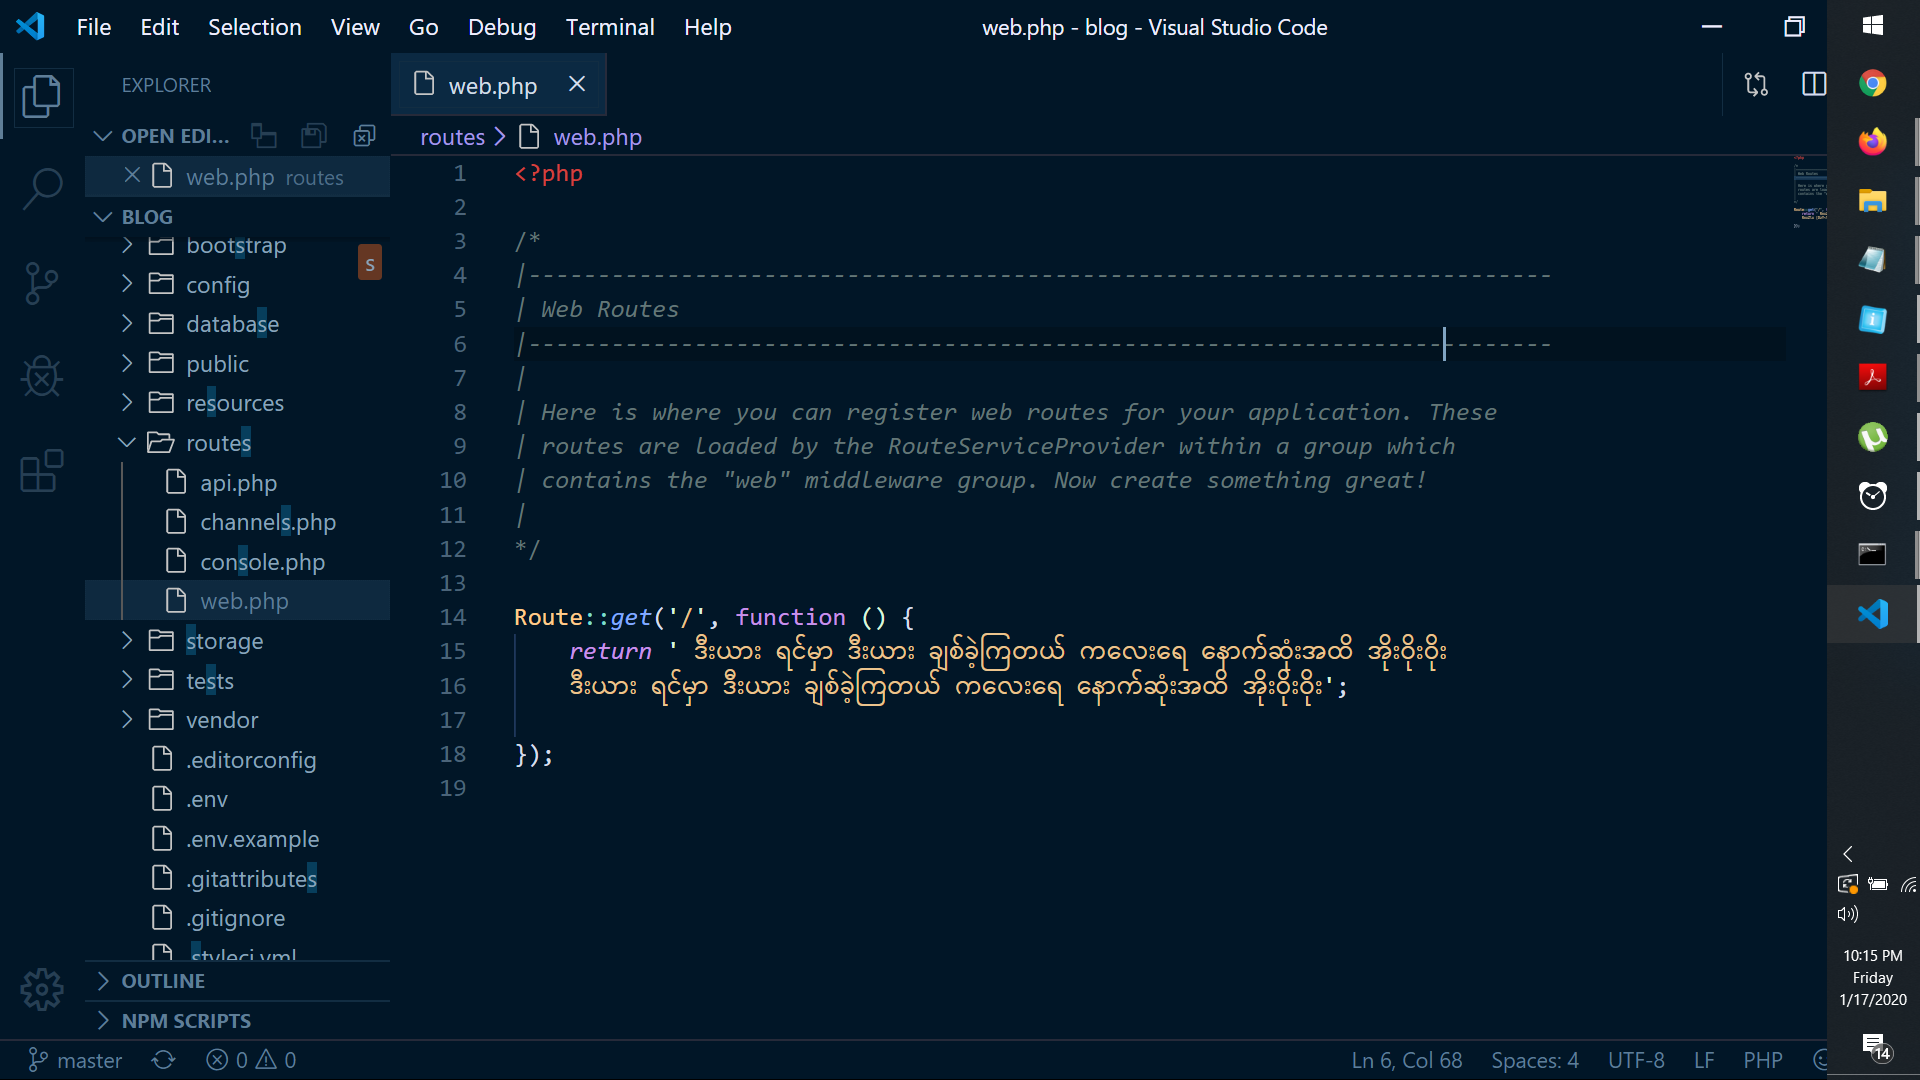 File Edit Selection View Go Debug Terminal Help
web.php - blog - Visual Studio Code
EXPLORER
OPEN EDI...
web.php routes
BLOG
bootstrap
s
config
database
public
resources
routes
api.php
channels.php
console.php
web.php
storage
tests
vendor
.editorconfig
.env
.env.example
.gitattributes
.gitignore
.styleci.yml
OUTLINE
NPM SCRIPTS
web.php
routes > web.php
1 <?php
2
3 /*
4 |--------------------------------------------------------------------------
5 | Web Routes
6 |--------------------------------------------------------------------------
7 |
8 | Here is where you can register web routes for your application. These
9 | routes are loaded by the RouteServiceProvider within a group which
10 | contains the "web" middleware group. Now create something great!
11 |
12 */
13
14 Route::get('/', function () {
15 return ' ဒီးယား ရင်မှာ ဒီးယား ချစ်ခဲ့ကြတယ် ကလေးရေ နောက်ဆုံးအထိ အိုးဝိုးဝိုး
16 ဒီးယား ရင်မှာ ဒီးယား ချစ်ခဲ့ကြတယ် ကလေးရေ နောက်ဆုံးအထိ အိုးဝိုးဝိုး';
17
18 });
19
master 0 0
Ln 6, Col 68 Spaces: 4 UTF-8 LF PHP
10:15 PM
Friday
1/17/2020
14